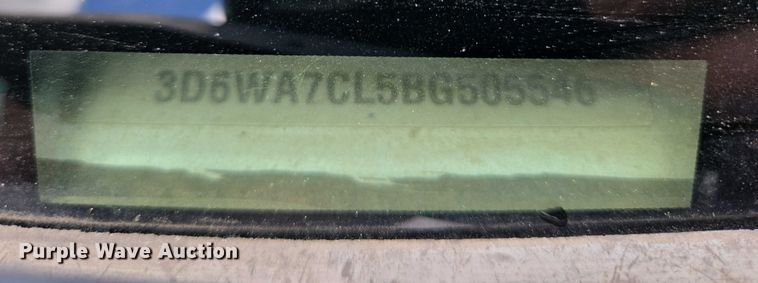 3D6WA7CL5BG505546
Purple Wave Auction